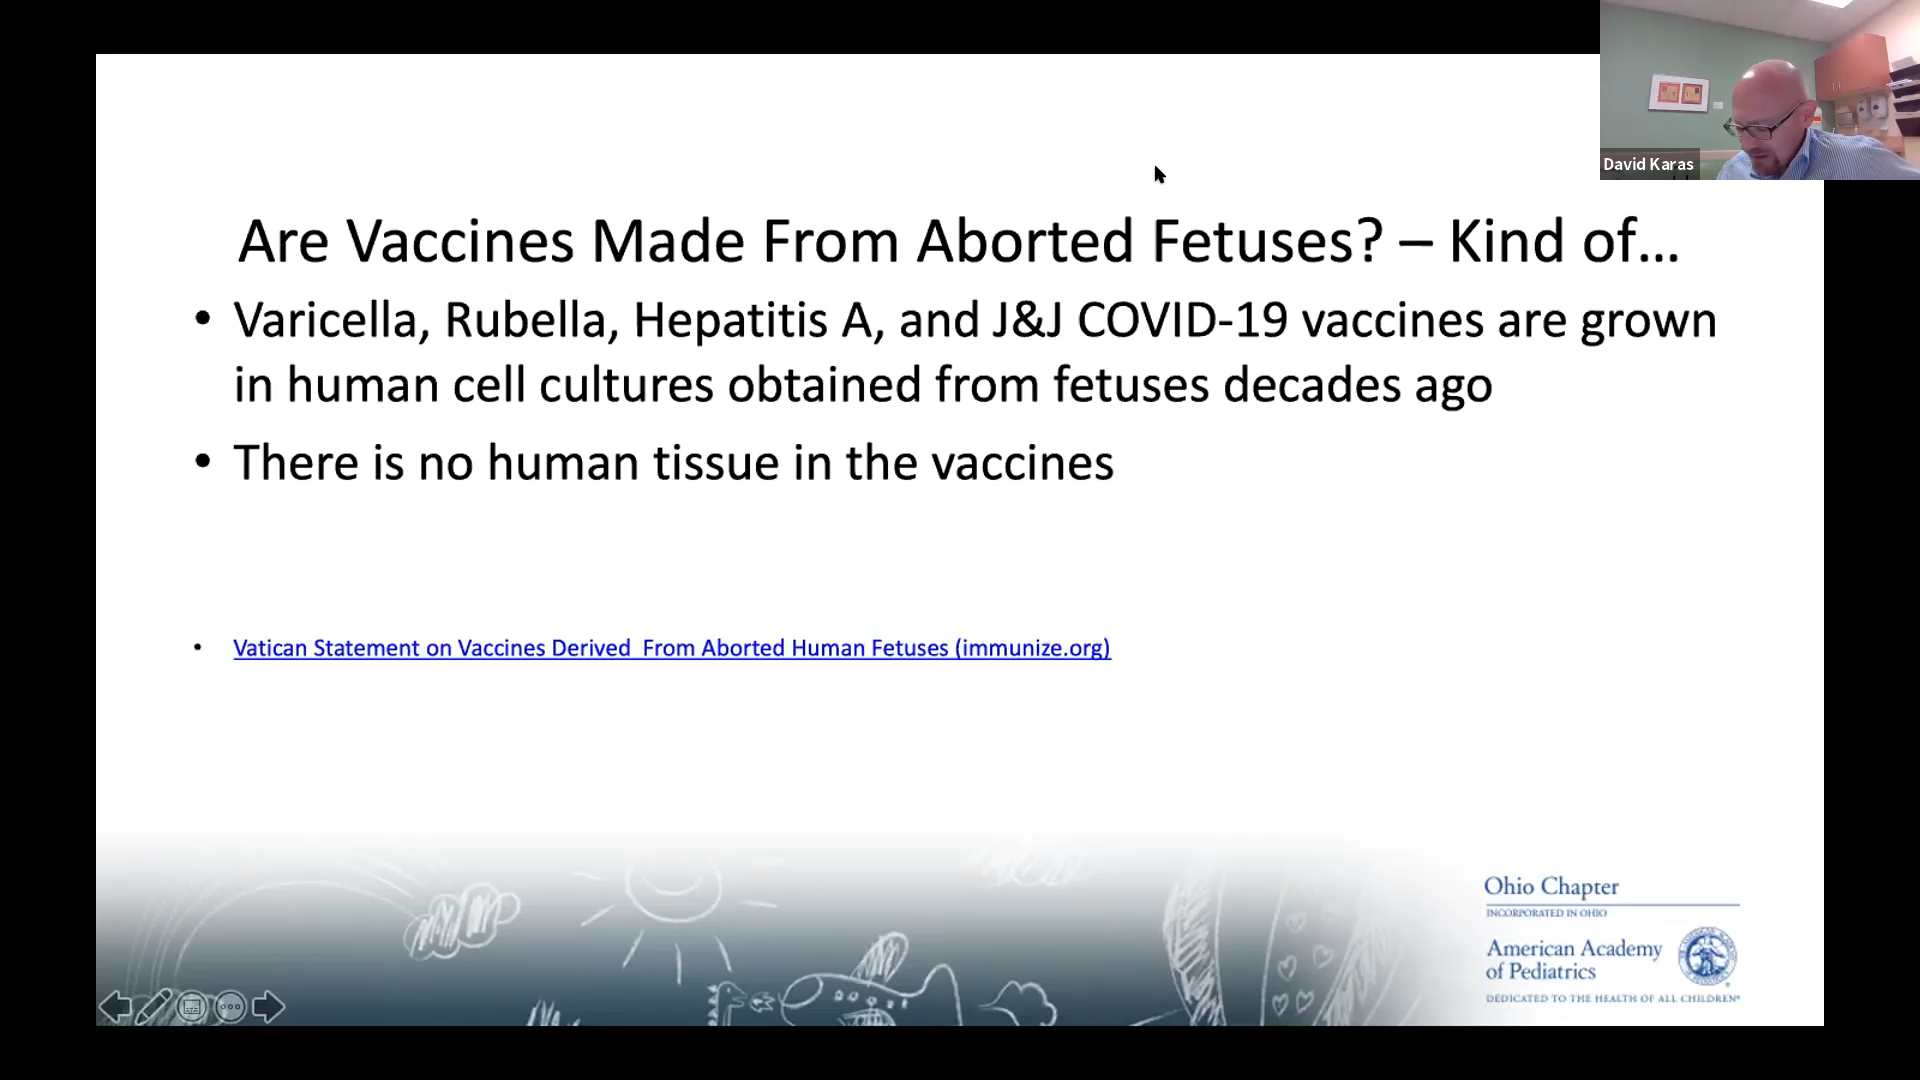 David Karas
Are Vaccines Made From Aborted Fetuses? – Kind of...
• Varicella, Rubella, Hepatitis A, and J&J COVID-19 vaccines are grown
in human cell cultures obtained from fetuses decades ago
• There is no human tissue in the vaccines
• Vatican Statement on Vaccines Derived  From Aborted Human Fetuses (immunize.org)
Ohio Chapter
INCORPORATED IN OHIO
American Academy
of Pediatrics
DEDICATED TO THE HEALTH OF ALL CHILDREN®